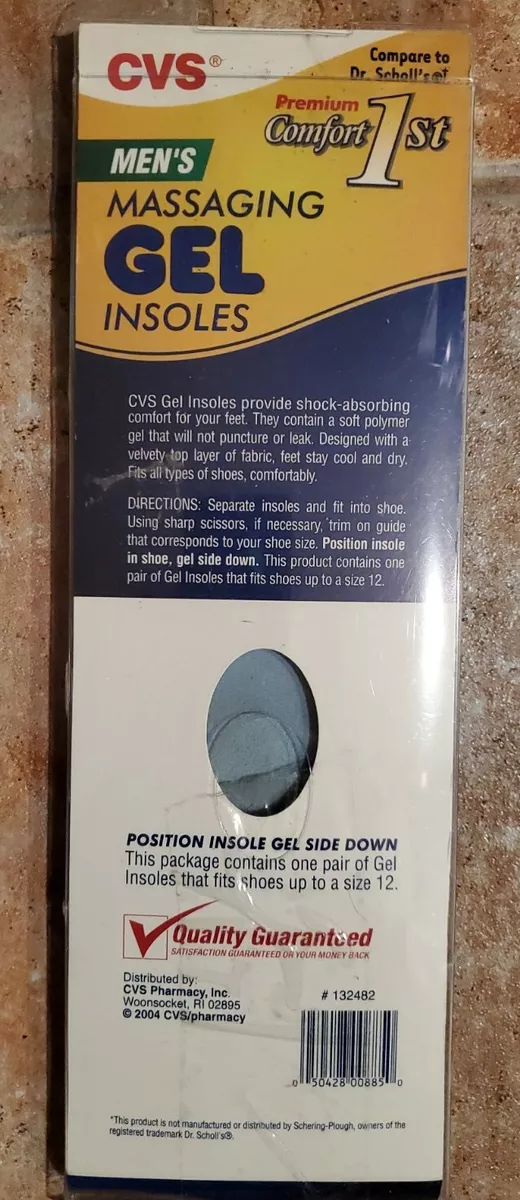 CVS®
Compare to
Dr. Scholl's®†
Premium
Comfort 1st
MEN'S
MASSAGING
GEL
INSOLES
CVS Gel Insoles provide shock-absorbing
comfort for your feet. They contain a soft polymer
gel that will not puncture or leak. Designed with a
velvety top layer of fabric, feet stay cool and dry.
Fits all types of shoes, comfortably.
DIRECTIONS: Separate insoles and fit into shoe.
Using sharp scissors, if necessary, trim on guide
that corresponds to your shoe size. Position insole
in shoe, gel side down. This product contains one
pair of Gel Insoles that fits shoes up to a size 12.
POSITION INSOLE GEL SIDE DOWN
This package contains one pair of Gel
Insoles that fits shoes up to a size 12.
Quality Guaranteed
SATISFACTION GUARANTEED OR YOUR MONEY BACK
Distributed by:
CVS Pharmacy, Inc.
Woonsocket, RI 02895
© 2004 CVS/pharmacy
# 132482
0 50428 00885 0
*This product is not manufactured or distributed by Schering-Plough, owners of the
registered trademark Dr. Scholl's®.